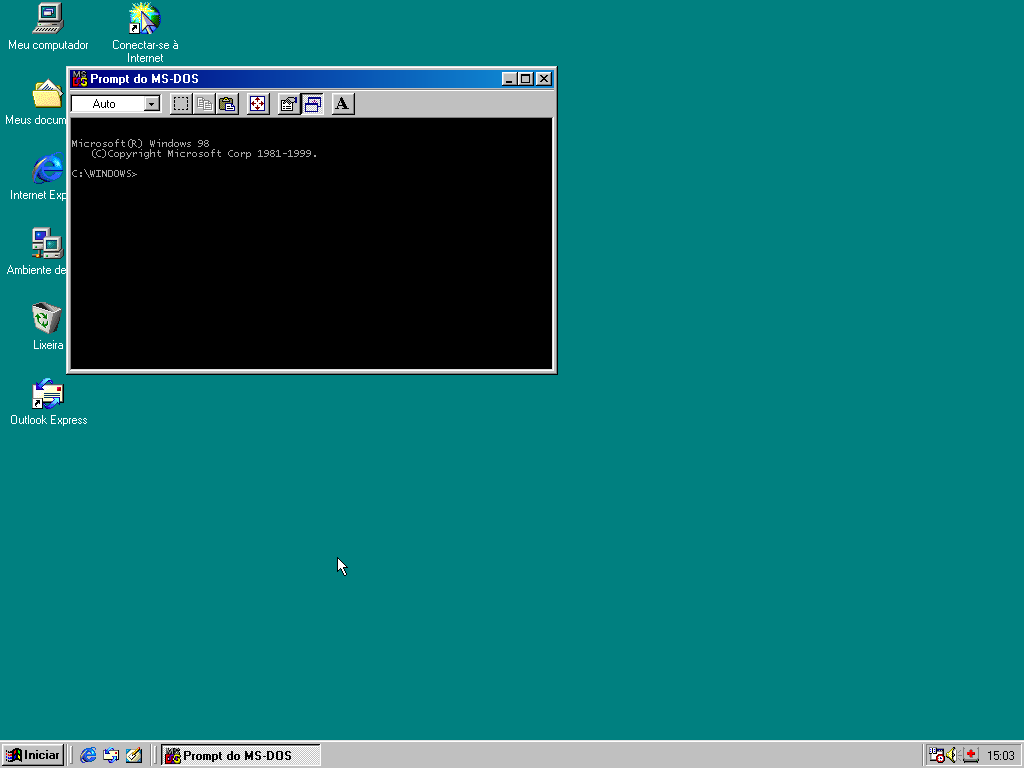 Meu computador
Conectar-se à
Internet
Prompt do MS-DOS
Auto
A
Meus docum
Microsoft(R) Windows 98
(C)Copyright Microsoft Corp 1981-1999.
C:\WINDOWS>
Internet Exp
Ambiente de
Lixeira
Outlook Express
Iniciar
Prompt do MS-DOS
15:03